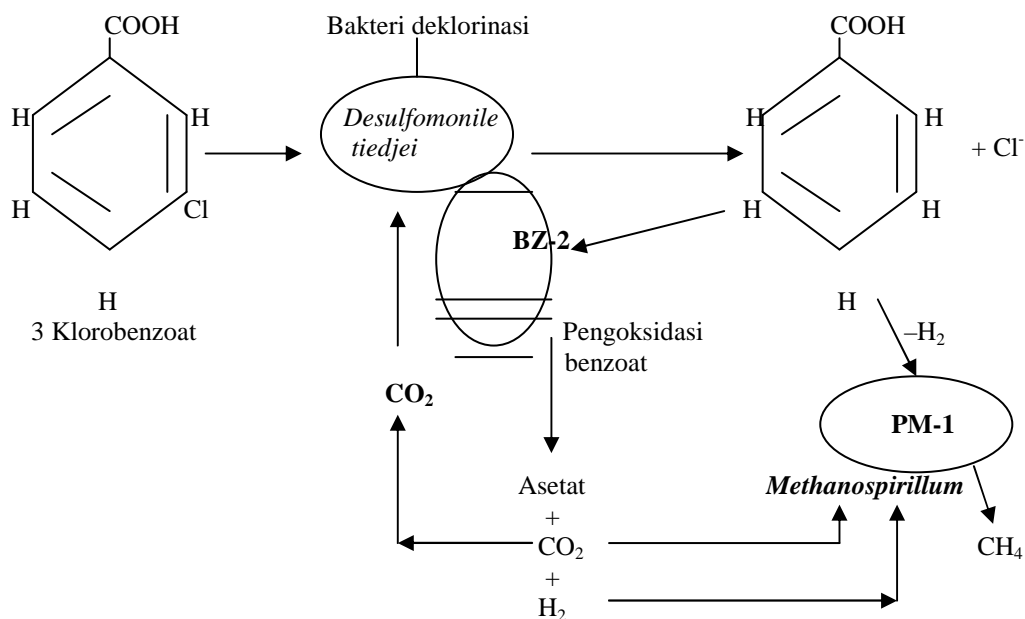 COOH
Bakteri deklorinasi
COOH
H
H
Desulfomonile
tiedjei
H
H
+ Cl⁻
H
Cl
H
H
BZ-2
H
3 Klorobenzoat
Pengoksidasi
benzoat
H
–H₂
CO₂
PM-1
Asetat
+
CO₂
+
H₂
Methanospirillum
CH₄